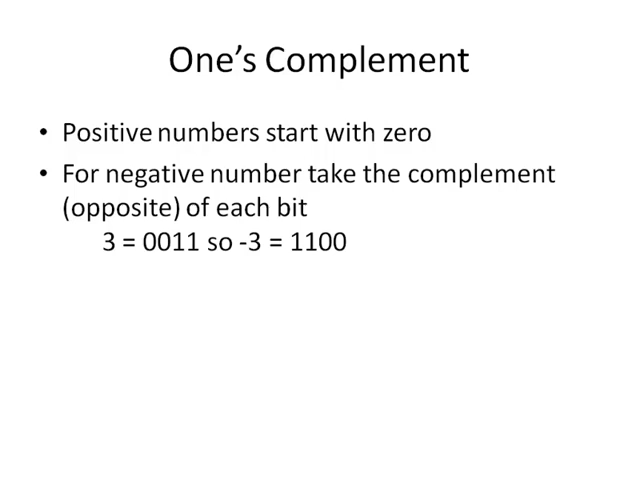 One’s Complement
• Positive numbers start with zero
• For negative number take the complement
(opposite) of each bit
3 = 0011 so -3 = 1100